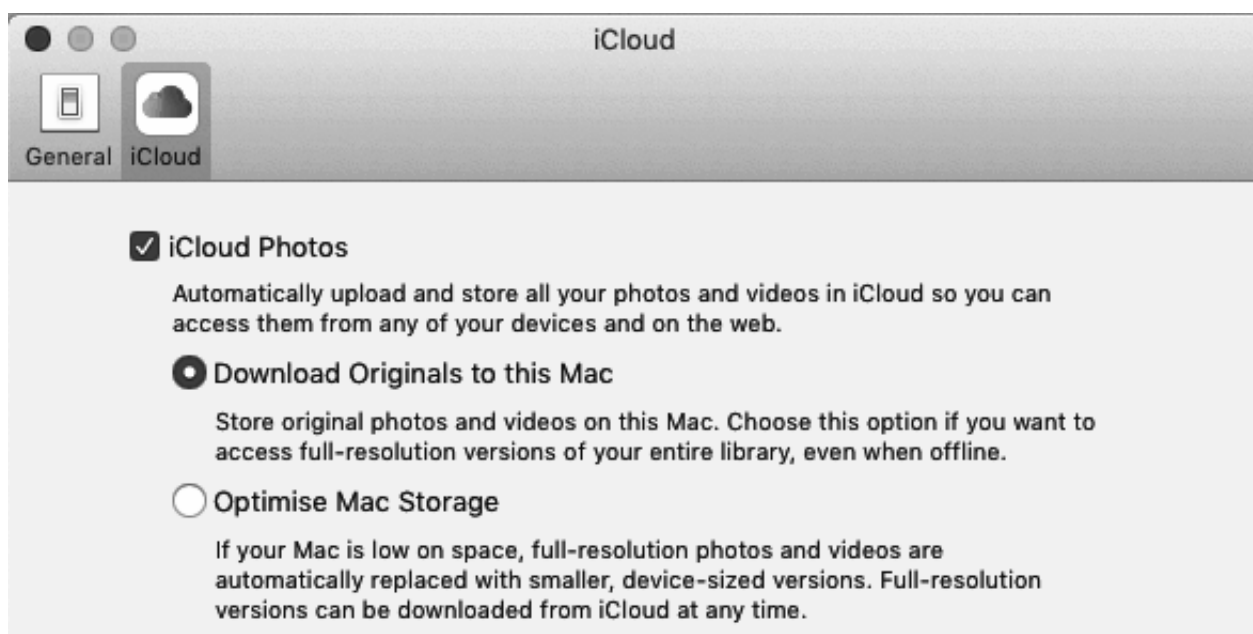 iCloud
General iCloud
iCloud Photos
Automatically upload and store all your photos and videos in iCloud so you can
access them from any of your devices and on the web.
Download Originals to this Mac
Store original photos and videos on this Mac. Choose this option if you want to
access full-resolution versions of your entire library, even when offline.
Optimise Mac Storage
If your Mac is low on space, full-resolution photos and videos are
automatically replaced with smaller, device-sized versions. Full-resolution
versions can be downloaded from iCloud at any time.